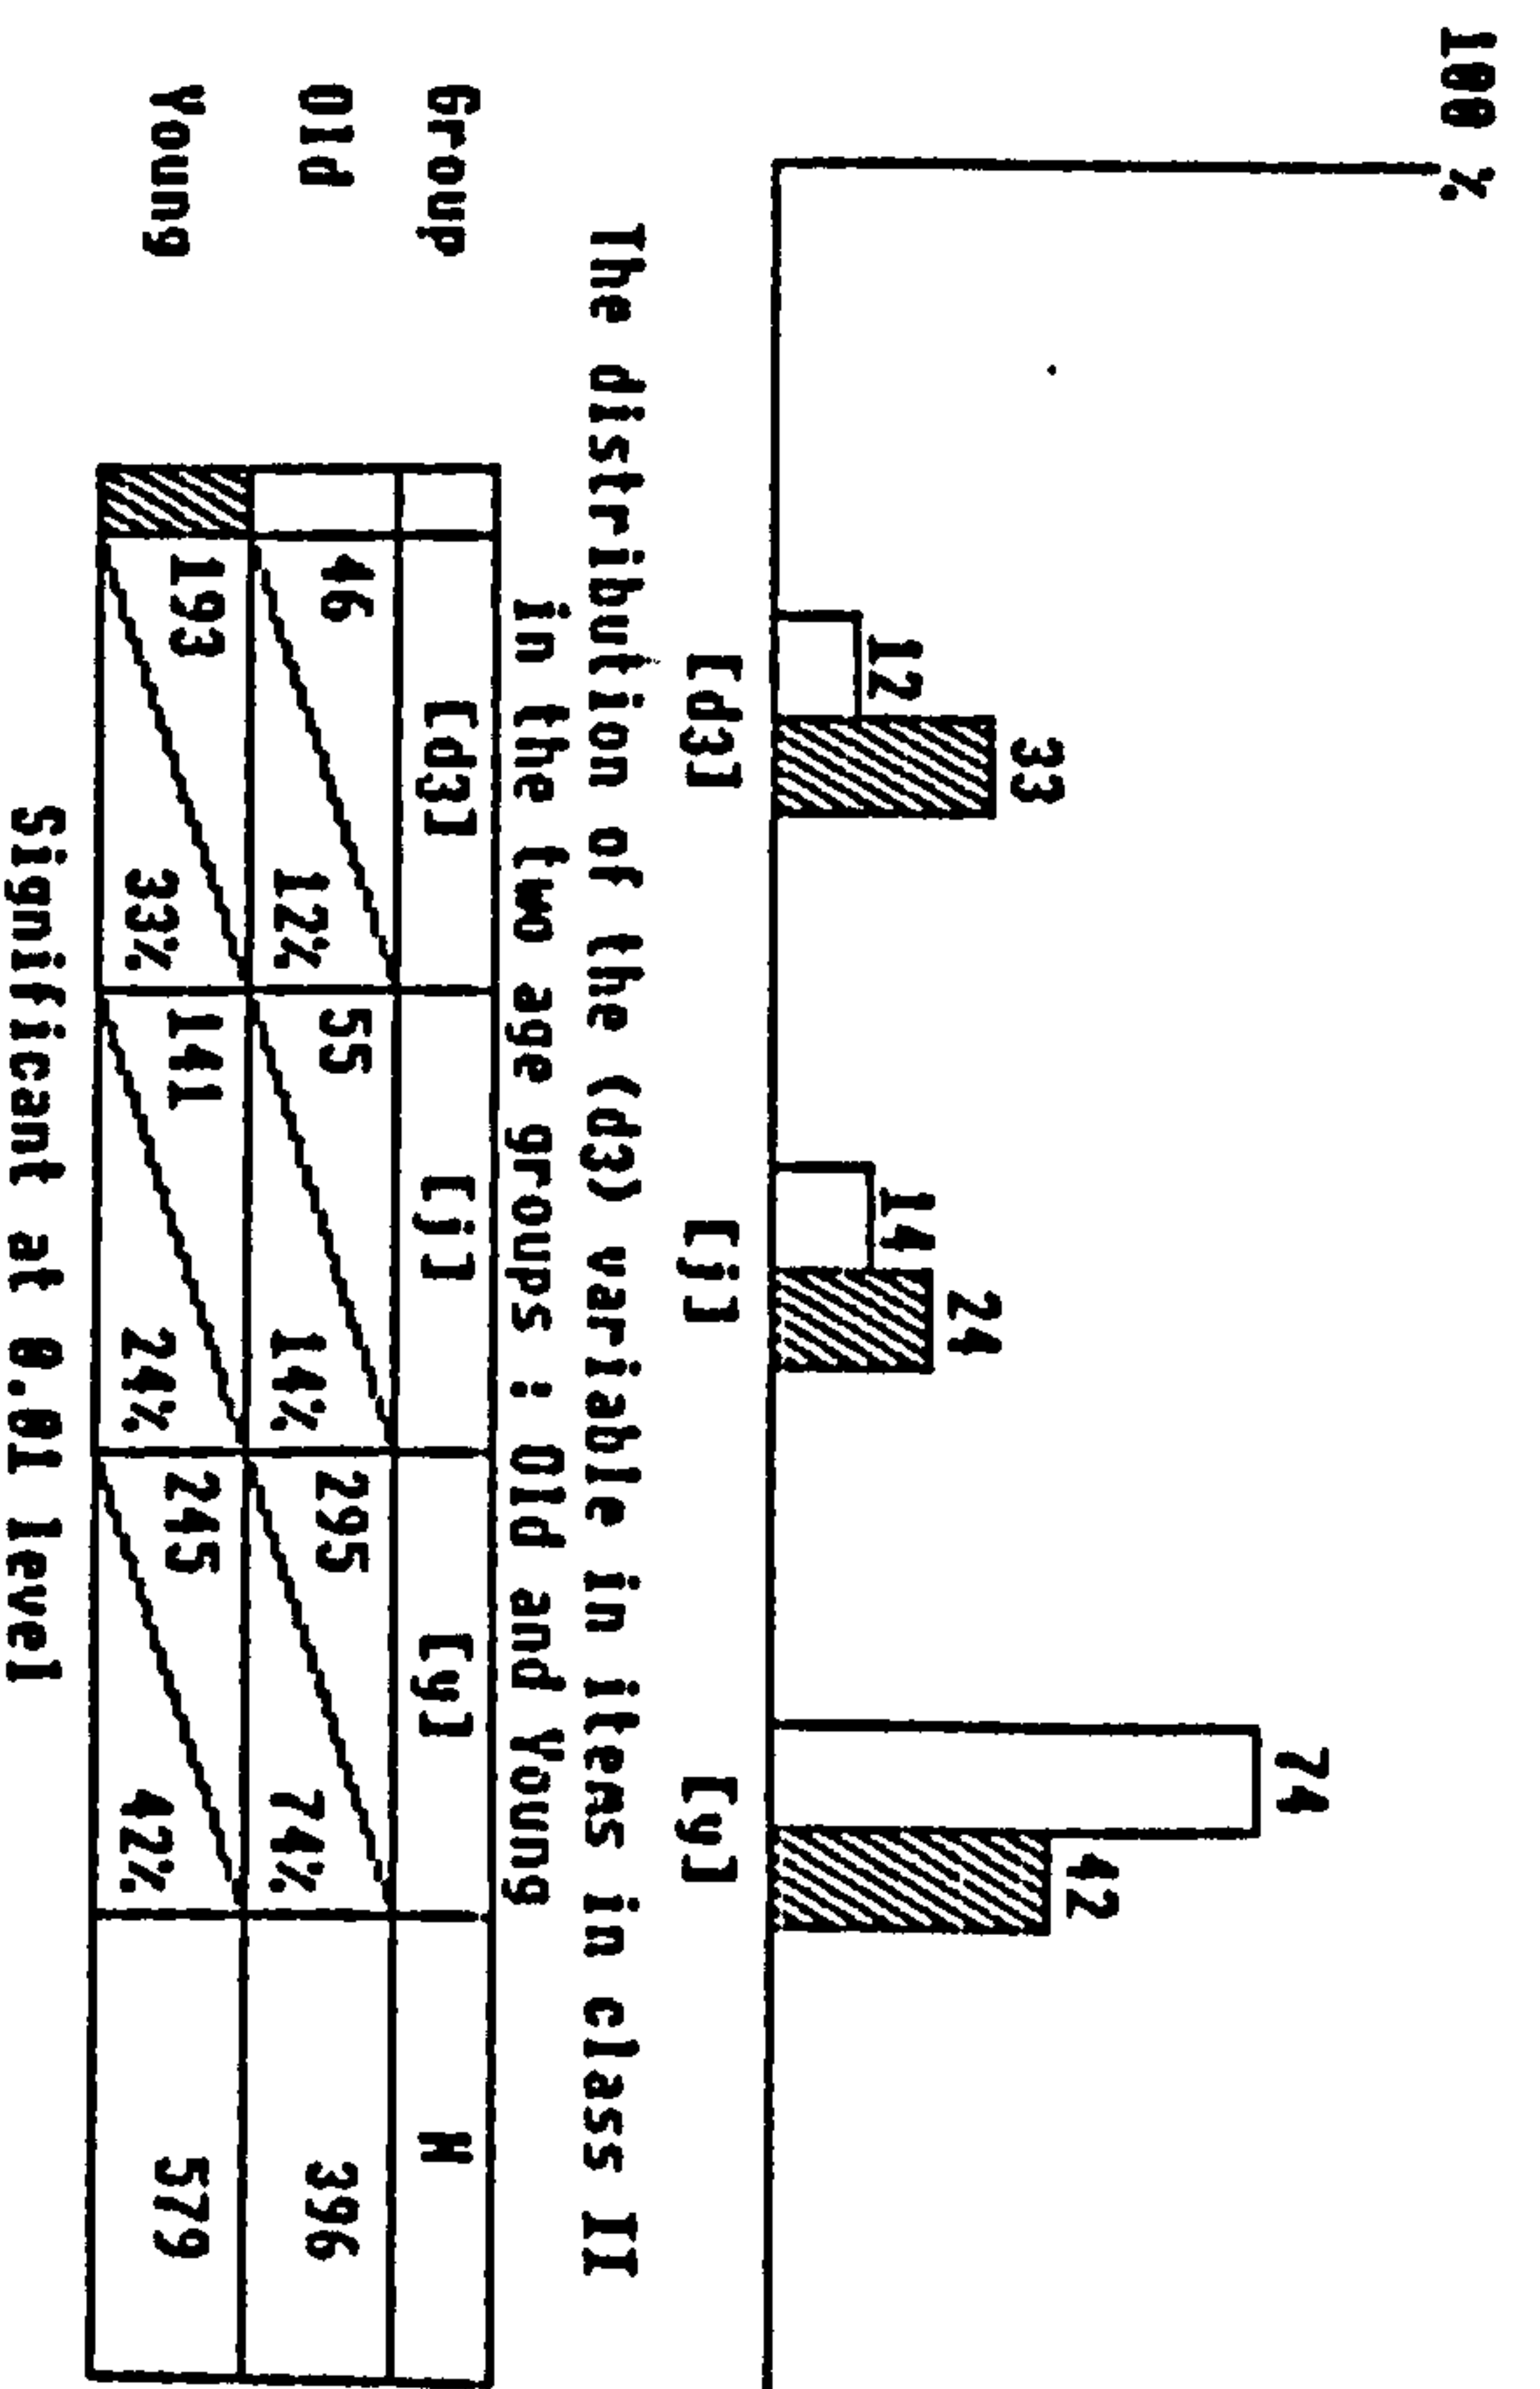 100 %
12 33 14 24 74 42
[d3] [j] [g]
The distribution of the (d3) variable in items in class II
in the two age groups : Old and Young
Group [d3] [j] [g] N
Old 46 12% 55 14% 295 74% 396
Young 193 33% 141 24% 245 42% 579
significant at 0.01 level